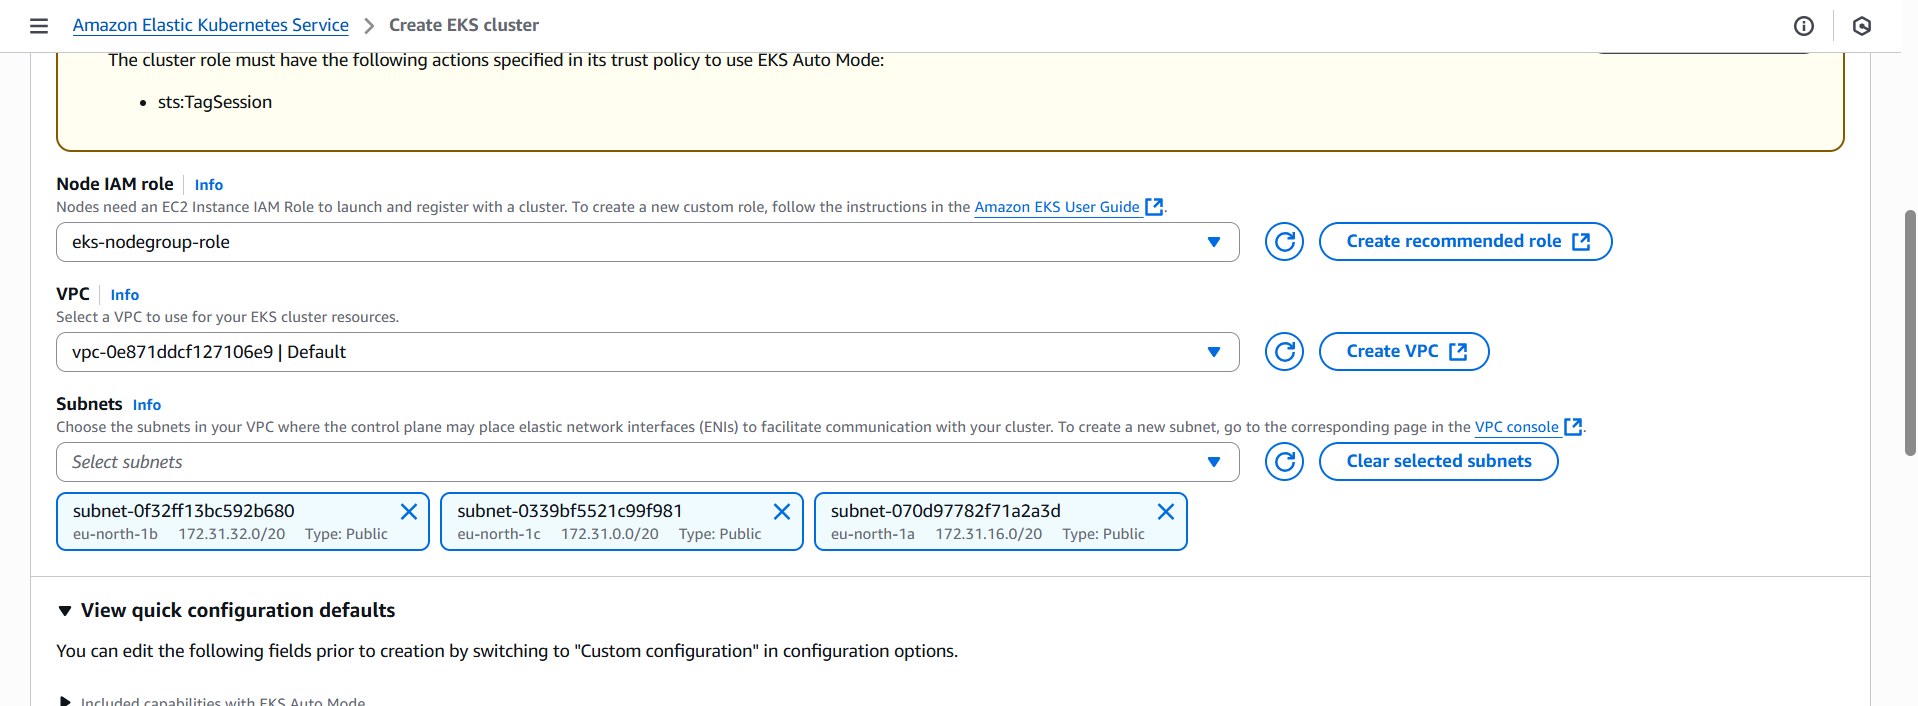 Amazon Elastic Kubernetes Service > Create EKS cluster
The cluster role must have the following actions specified in its trust policy to use EKS Auto Mode:
• sts:TagSession
Node IAM role | Info
Nodes need an EC2 Instance IAM Role to launch and register with a cluster. To create a new custom role, follow the instructions in the Amazon EKS User Guide.
eks-nodegroup-role Create recommended role
VPC | Info
Select a VPC to use for your EKS cluster resources.
vpc-0e871ddcf127106e9 | Default Create VPC
Subnets Info
Choose the subnets in your VPC where the control plane may place elastic network interfaces (ENIs) to facilitate communication with your cluster. To create a new subnet, go to the corresponding page in the VPC console.
Select subnets Clear selected subnets
subnet-0f32ff13bc592b680 subnet-0339bf5521c99f981 subnet-070d97782f71a2a3d
eu-north-1b 172.31.32.0/20 Type: Public eu-north-1c 172.31.0.0/20 Type: Public eu-north-1a 172.31.16.0/20 Type: Public
View quick configuration defaults
You can edit the following fields prior to creation by switching to "Custom configuration" in configuration options.
Included capabilities with EKS Auto Mode